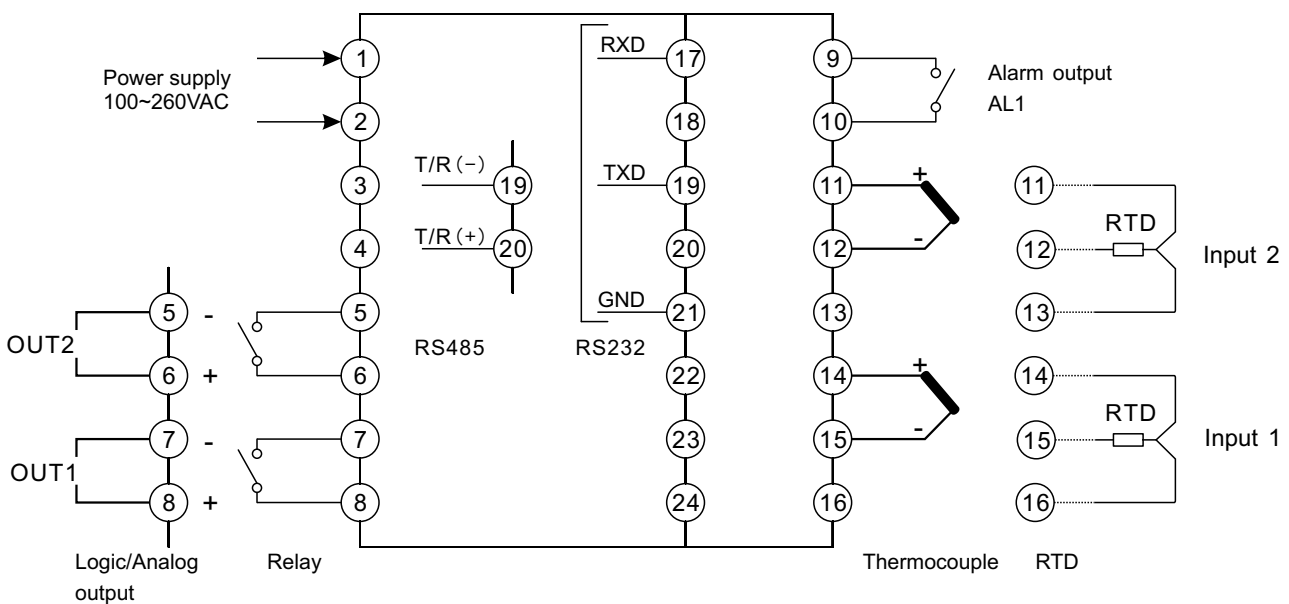 Power supply
100~260VAC
1
2
3
4
5
6
7
8
OUT2
5 -
6 +
OUT1
7 -
8 +
Logic/Analog
output
Relay
T/R (−)
19
T/R (+)
20
RS485
RXD
17
18
TXD
19
20
GND
21
RS232
22
23
24
9
10
Alarm output
AL1
11
+
12
-
13
14
+
15
-
16
Thermocouple
11
RTD
12
13
Input 2
14
RTD
15
16
Input 1
RTD